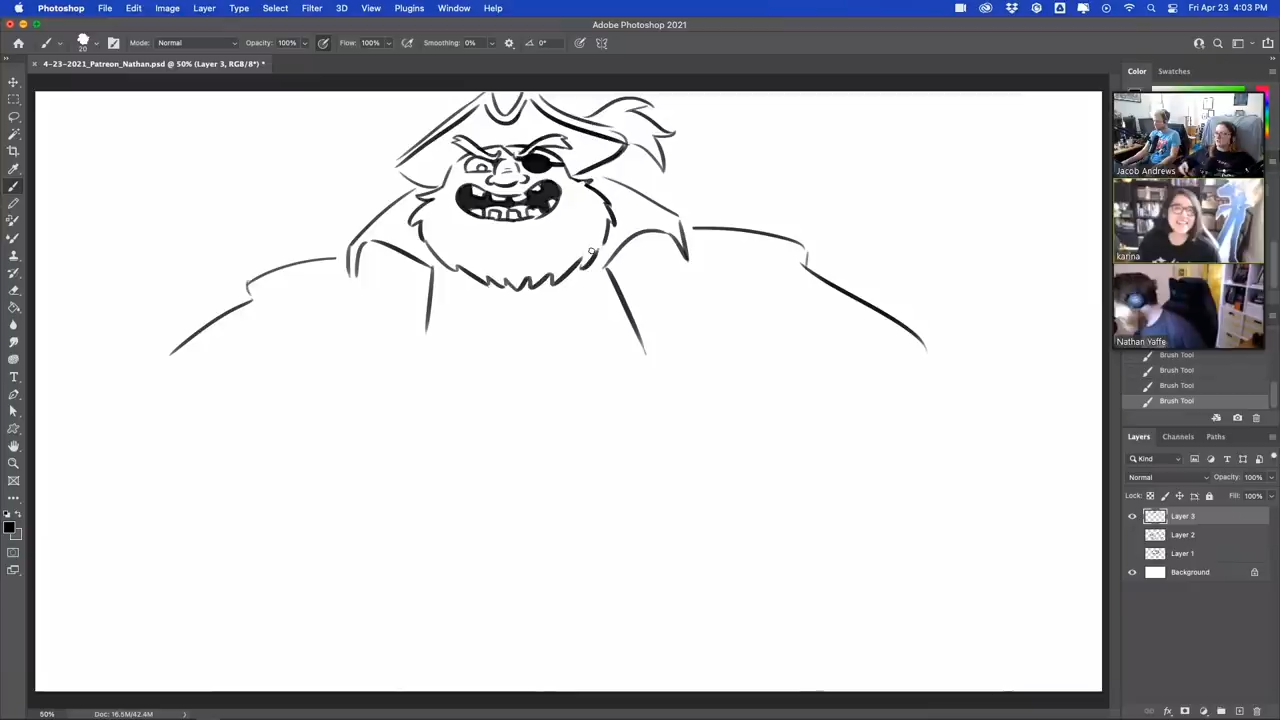 Photoshop File Edit Image Layer Type Select Filter 3D View Plugins Window Help Fri Apr 23 4:03 PM
Adobe Photoshop 2021
20 Mode: Normal Opacity: 100% Flow: 100% Smoothing: 0% 0°
4-23-2021_Patreon_Nathan.psd @ 50% (Layer 3, RGB/8*) *
Color Swatches
Jacob Andrews
karina
Nathan Yaffe
Brush Tool
Brush Tool
Brush Tool
Brush Tool
Layers Channels Paths
Kind
Normal Opacity: 100%
Lock: Fill: 100%
Layer 3
Layer 2
Layer 1
Background
50% Doc: 16.5M/42.4M